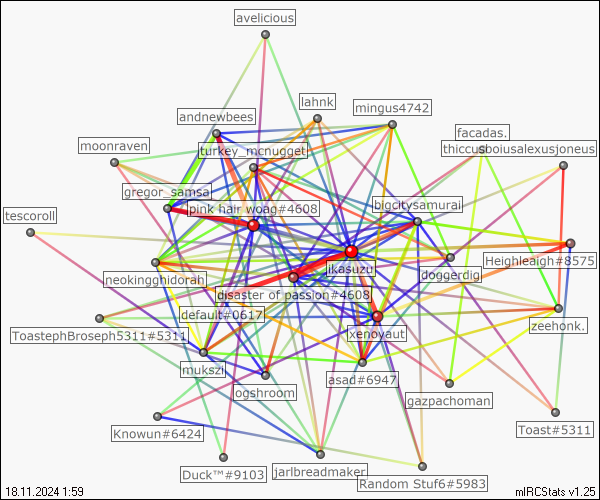 avelicious
lahnk
mingus4742
andnewbees
facadas.
moonraven
turkey_mcnugget
thiccusboiusalexusjoneus
gregor_samsa
pink hair woag#4608
bigcitysamurai
tescoroll
ikasuzu
doggerdig
Heighleagh#8575
neokingghidorah
disaster of passion#4608
default#0617
xenoyaut
zeehonk.
ToastephBroseph5311#5311
mukszi
asad#6947
ogshroom
gazpachoman
Knowun#6424
Toast#5311
Duck™#9103
jarlbreadmaker
Random Stuf6#5983
18.11.2024 1:59
mIRCStats v1.25